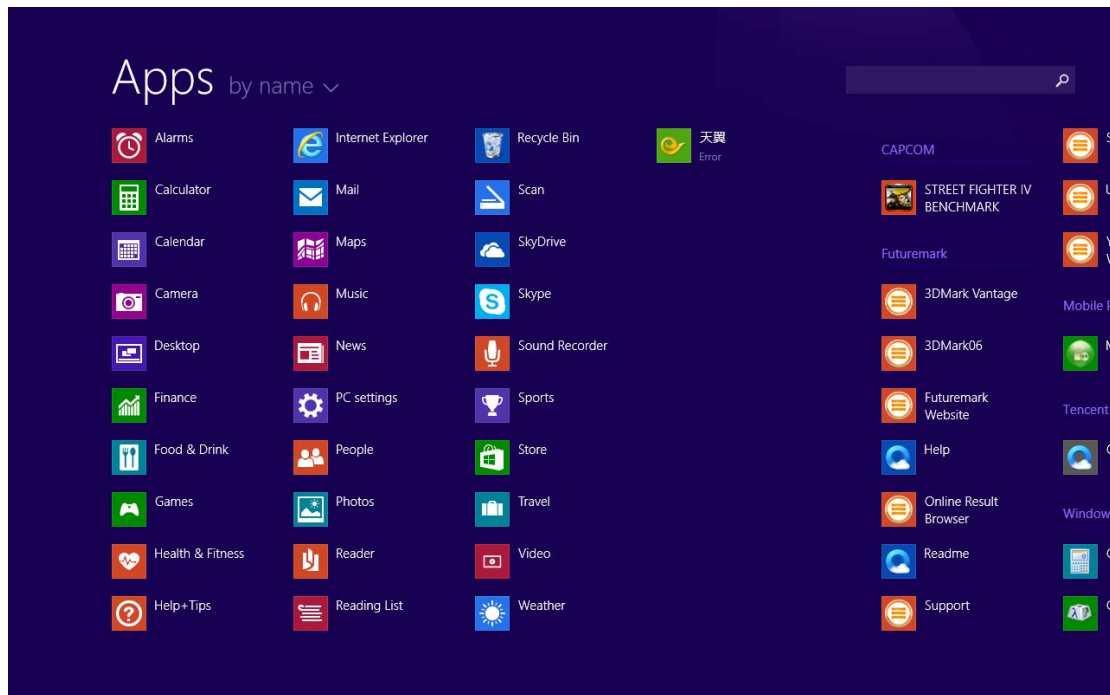 Apps by name
Alarms
Calculator
Calendar
Camera
Desktop
Finance
Food & Drink
Games
Health & Fitness
Help+Tips
Internet Explorer
Mail
Maps
Music
News
PC settings
People
Photos
Reader
Reading List
Recycle Bin
Scan
SkyDrive
Skype
Sound Recorder
Sports
Store
Travel
Video
Weather
天翼
Error
CAPCOM
STREET FIGHTER IV
BENCHMARK
Futuremark
3DMark Vantage
3DMark06
Futuremark
Website
Help
Online Result
Browser
Readme
Support
Mobile
Tencent
Window